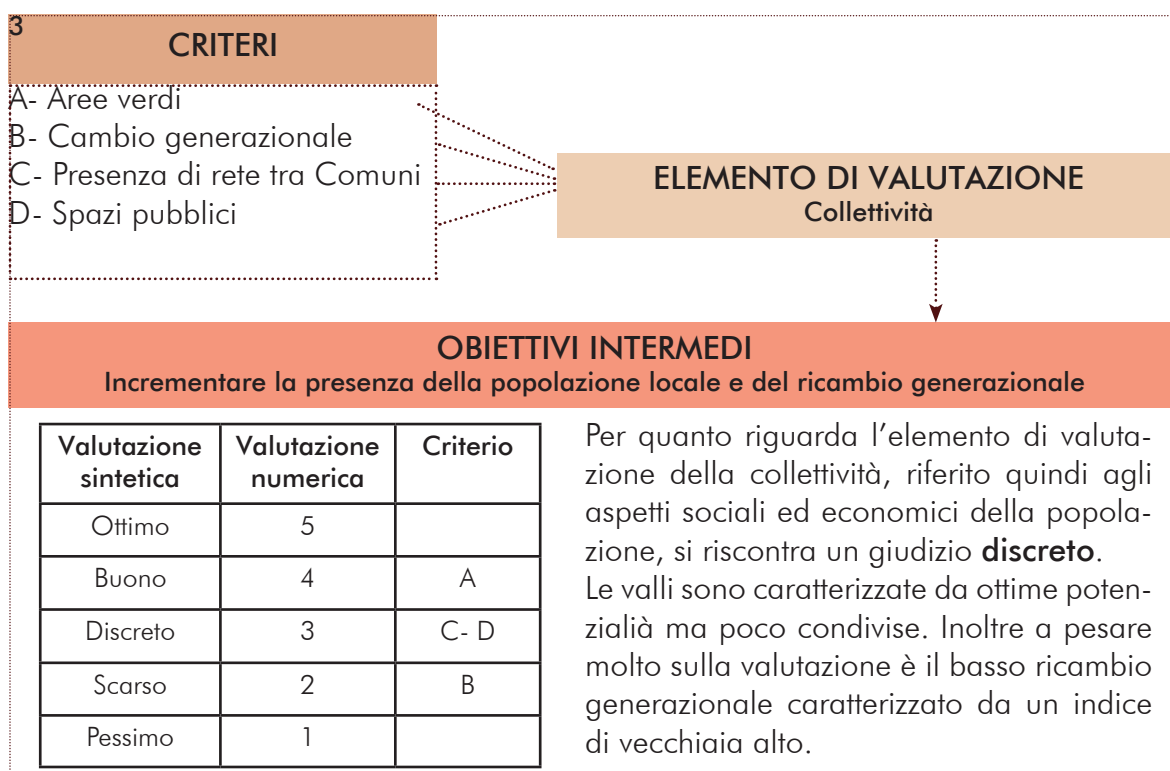 3
CRITERI
A- Aree verdi
B- Cambio generazionale
C- Presenza di rete tra Comuni
D- Spazi pubblici
ELEMENTO DI VALUTAZIONE
Collettività
OBIETTIVI INTERMEDI
Incrementare la presenza della popolazione locale e del ricambio generazionale
Valutazione sintetica Valutazione numerica Criterio
Ottimo 5
Buono 4 A
Discreto 3 C- D
Scarso 2 B
Pessimo 1
Per quanto riguarda l'elemento di valuta-
zione della collettività, riferito quindi agli
aspetti sociali ed economici della popola-
zione, si riscontra un giudizio discreto.
Le valli sono caratterizzate da ottime poten-
zialià ma poco condivise. Inoltre a pesare
molto sulla valutazione è il basso ricambio
generazionale caratterizzato da un indice
di vecchiaia alto.